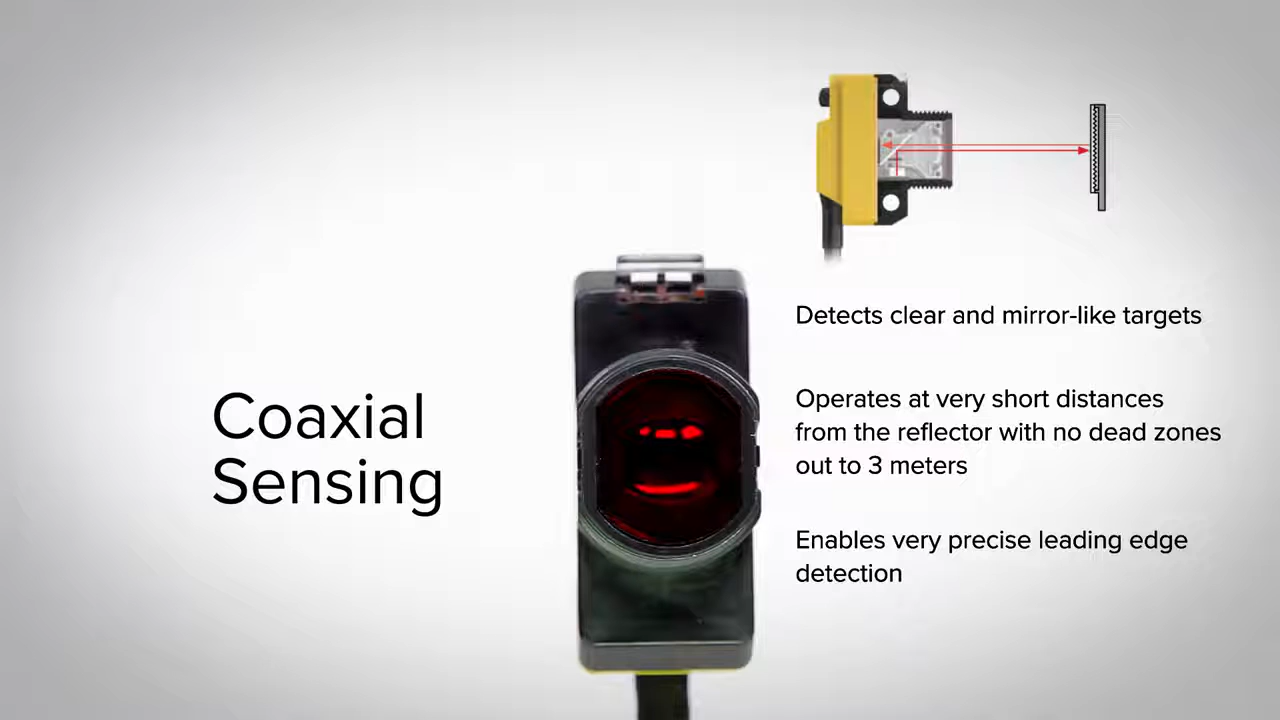 Coaxial
Sensing
Detects clear and mirror-like targets
Operates at very short distances
from the reflector with no dead zones
out to 3 meters
Enables very precise leading edge
detection